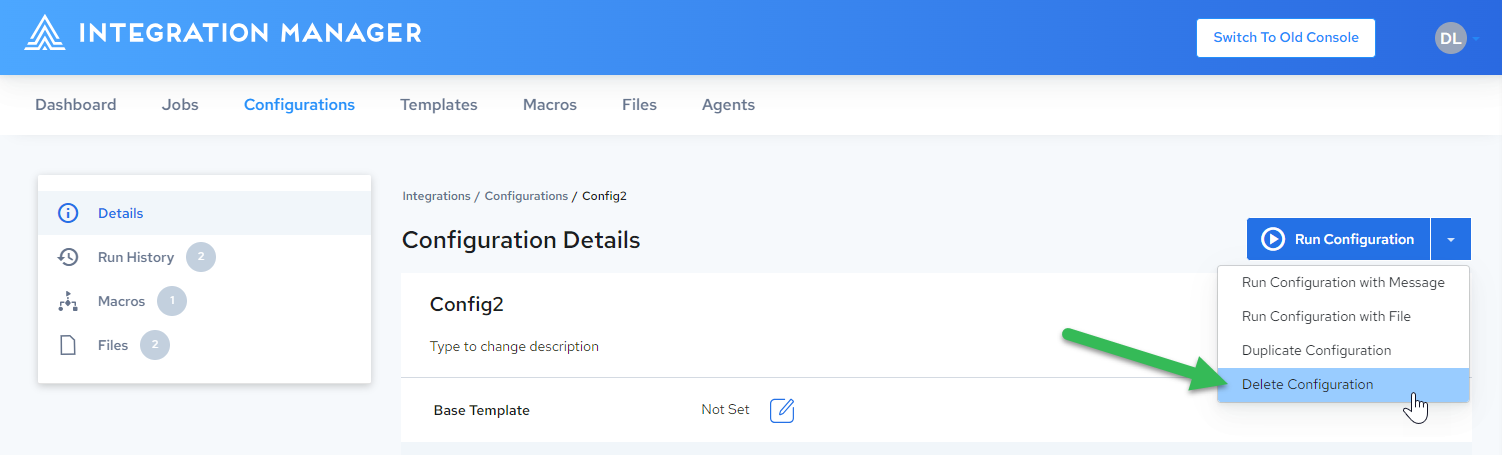 INTEGRATION MANAGER
Switch To Old Console
DL
Dashboard Jobs Configurations Templates Macros Files Agents
Details
Run History 2
Macros 1
Files 2
Integrations / Configurations / Config2
Configuration Details
Run Configuration
Run Configuration with Message
Run Configuration with File
Duplicate Configuration
Delete Configuration
Config2
Type to change description
Base Template Not Set